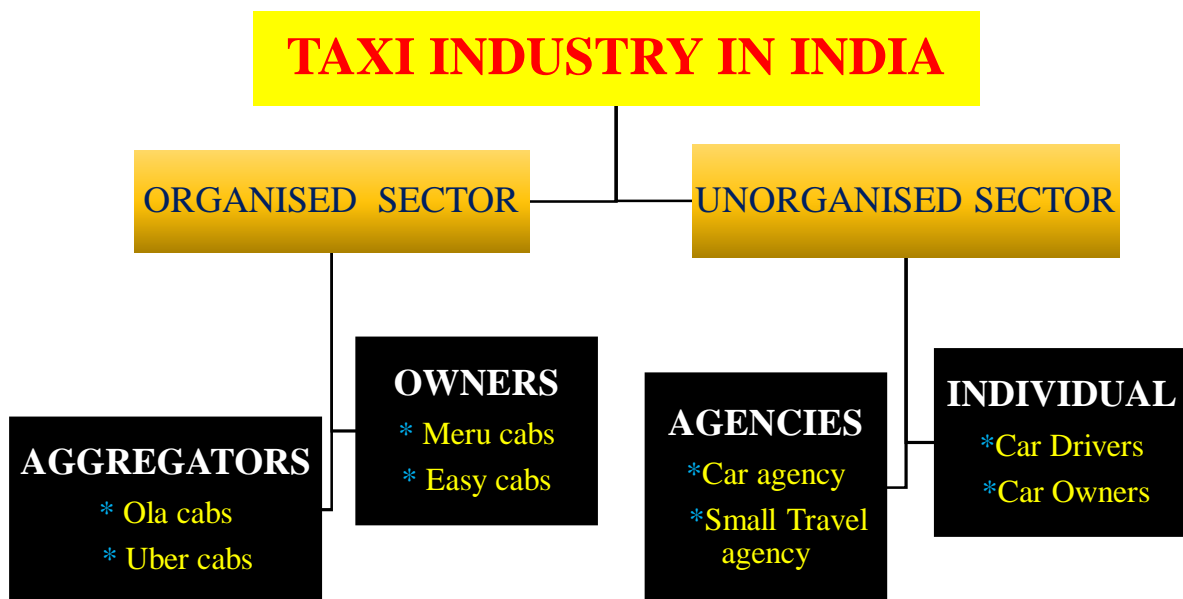 TAXI INDUSTRY IN INDIA
ORGANISED SECTOR
UNORGANISED SECTOR
AGGREGATORS
* Ola cabs
* Uber cabs
OWNERS
* Meru cabs
* Easy cabs
AGENCIES
*Car agency
*Small Travel
agency
INDIVIDUAL
*Car Drivers
*Car Owners